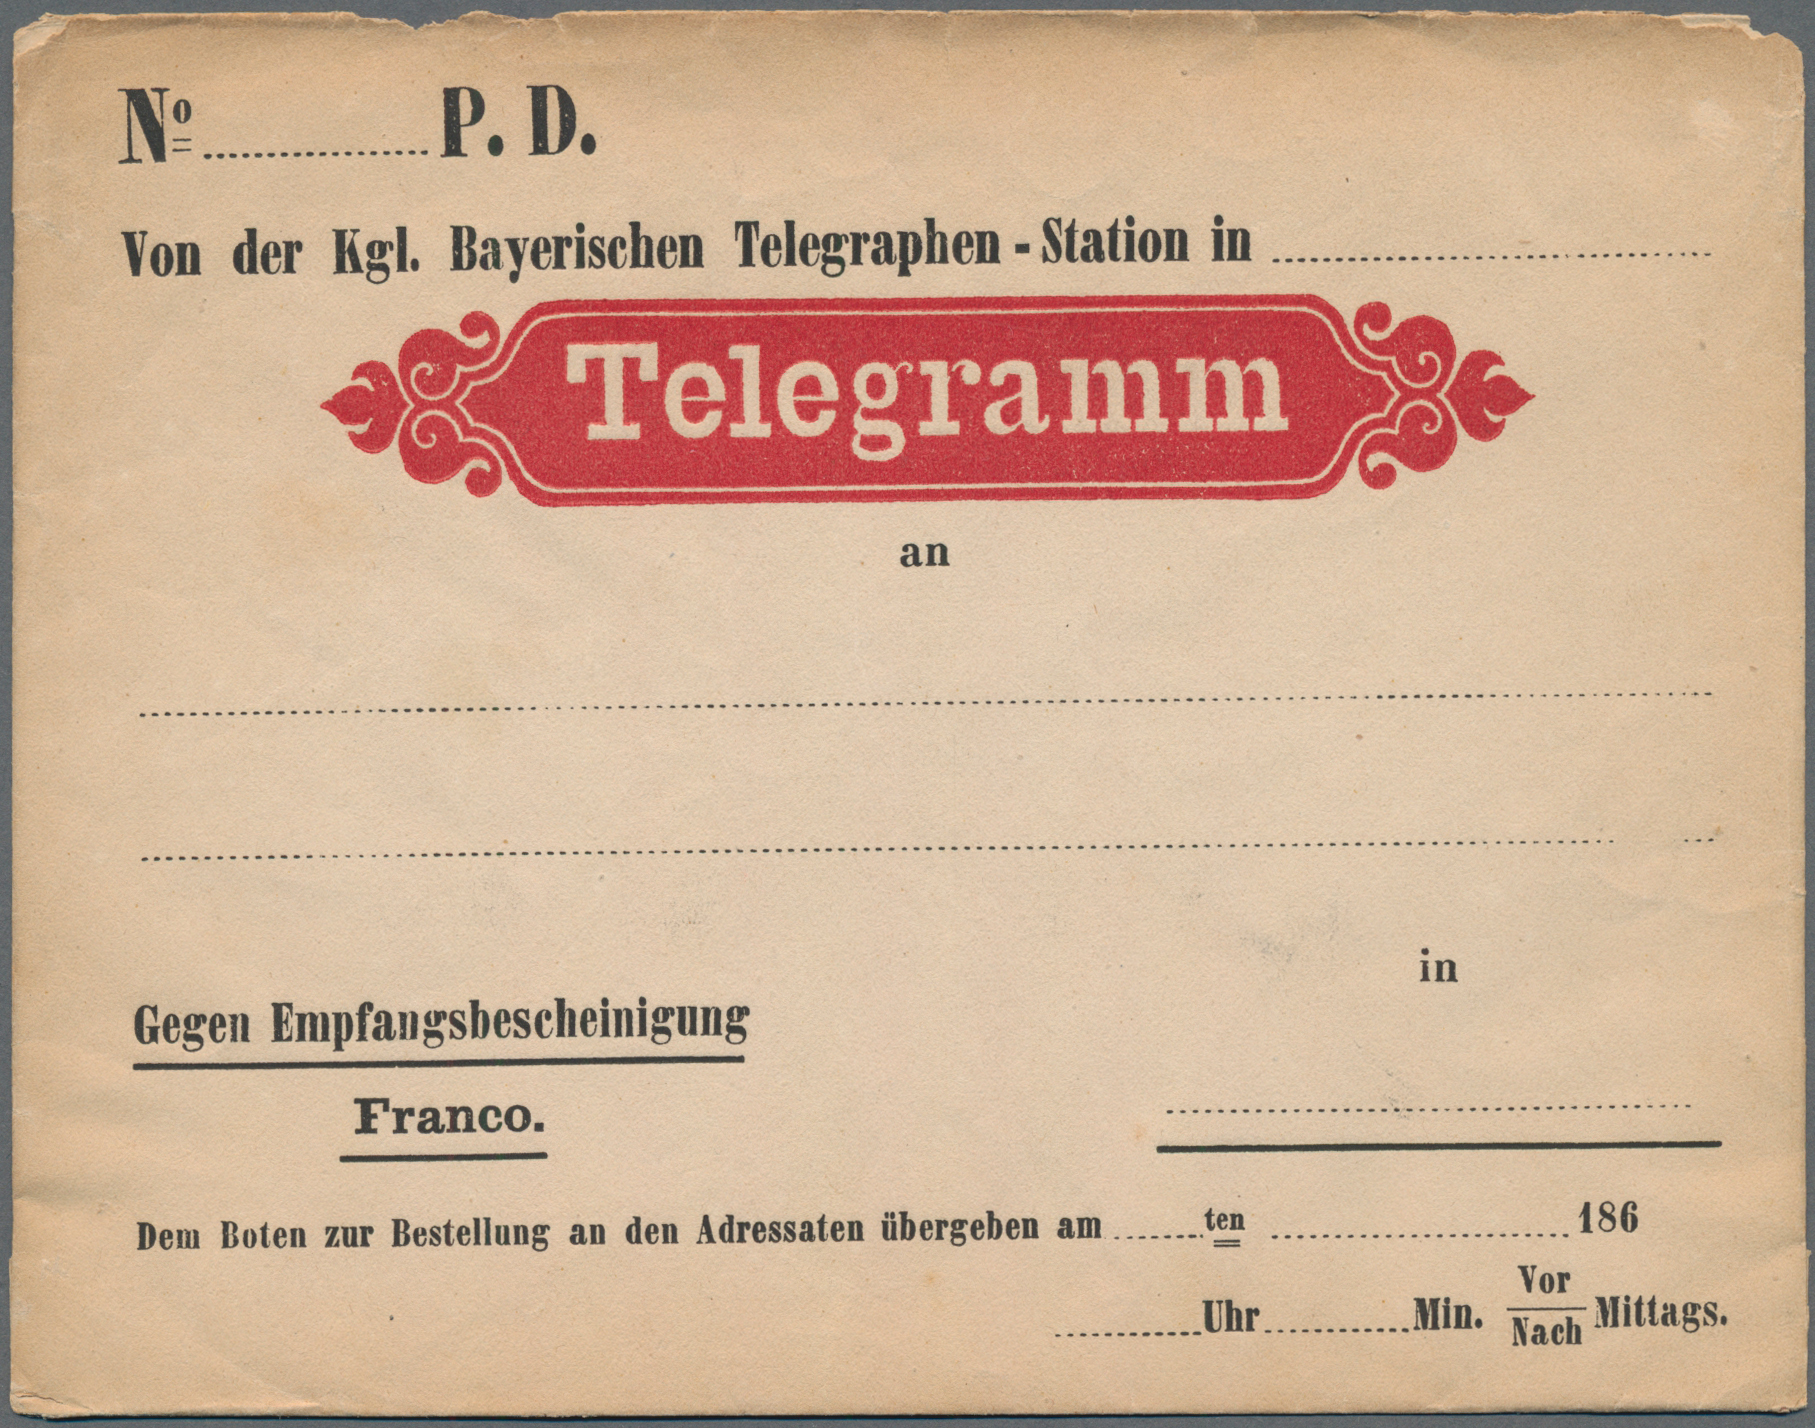 Nº P. D.
Von der Kgl. Bayerischen Telegraphen-Station in
Telegramm
an
in
Gegen Empfangsbescheinigung
Franco.
Dem Boten zur Bestellung an den Adressaten übergeben am ten 186
Uhr Min. Vor/Nach Mittags.